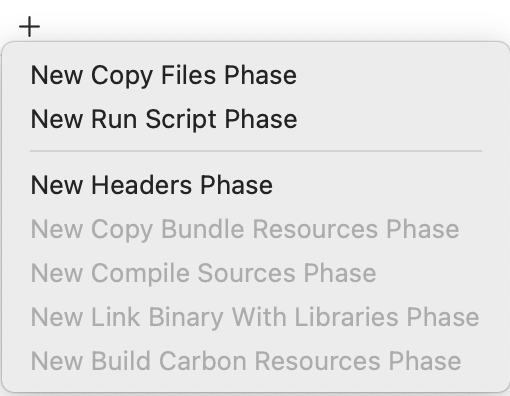 +
New Copy Files Phase
New Run Script Phase
New Headers Phase
New Copy Bundle Resources Phase
New Compile Sources Phase
New Link Binary With Libraries Phase
New Build Carbon Resources Phase